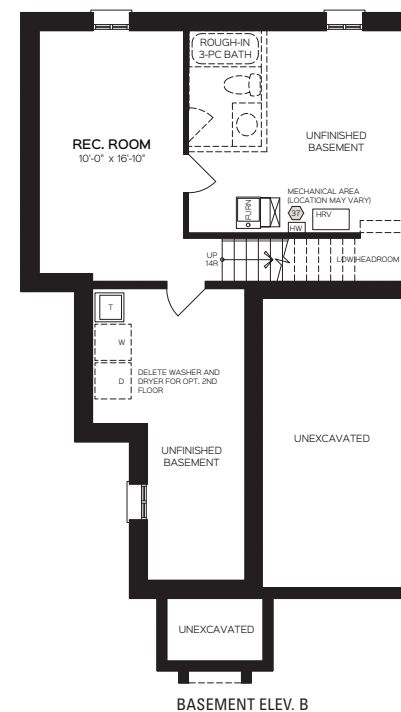 ROUGH-IN
3-PC BATH
REC. ROOM
10'-0" x 16'-10"
UNFINISHED
BASEMENT
MECHANICAL AREA
(LOCATION MAY VARY)
FURN
37
HRV
HW
UP
14R
LOW HEADROOM
T
W
D
DELETE WASHER AND
DRYER FOR OPT. 2ND
FLOOR
UNFINISHED
BASEMENT
UNEXCAVATED
UNEXCAVATED
BASEMENT ELEV. B